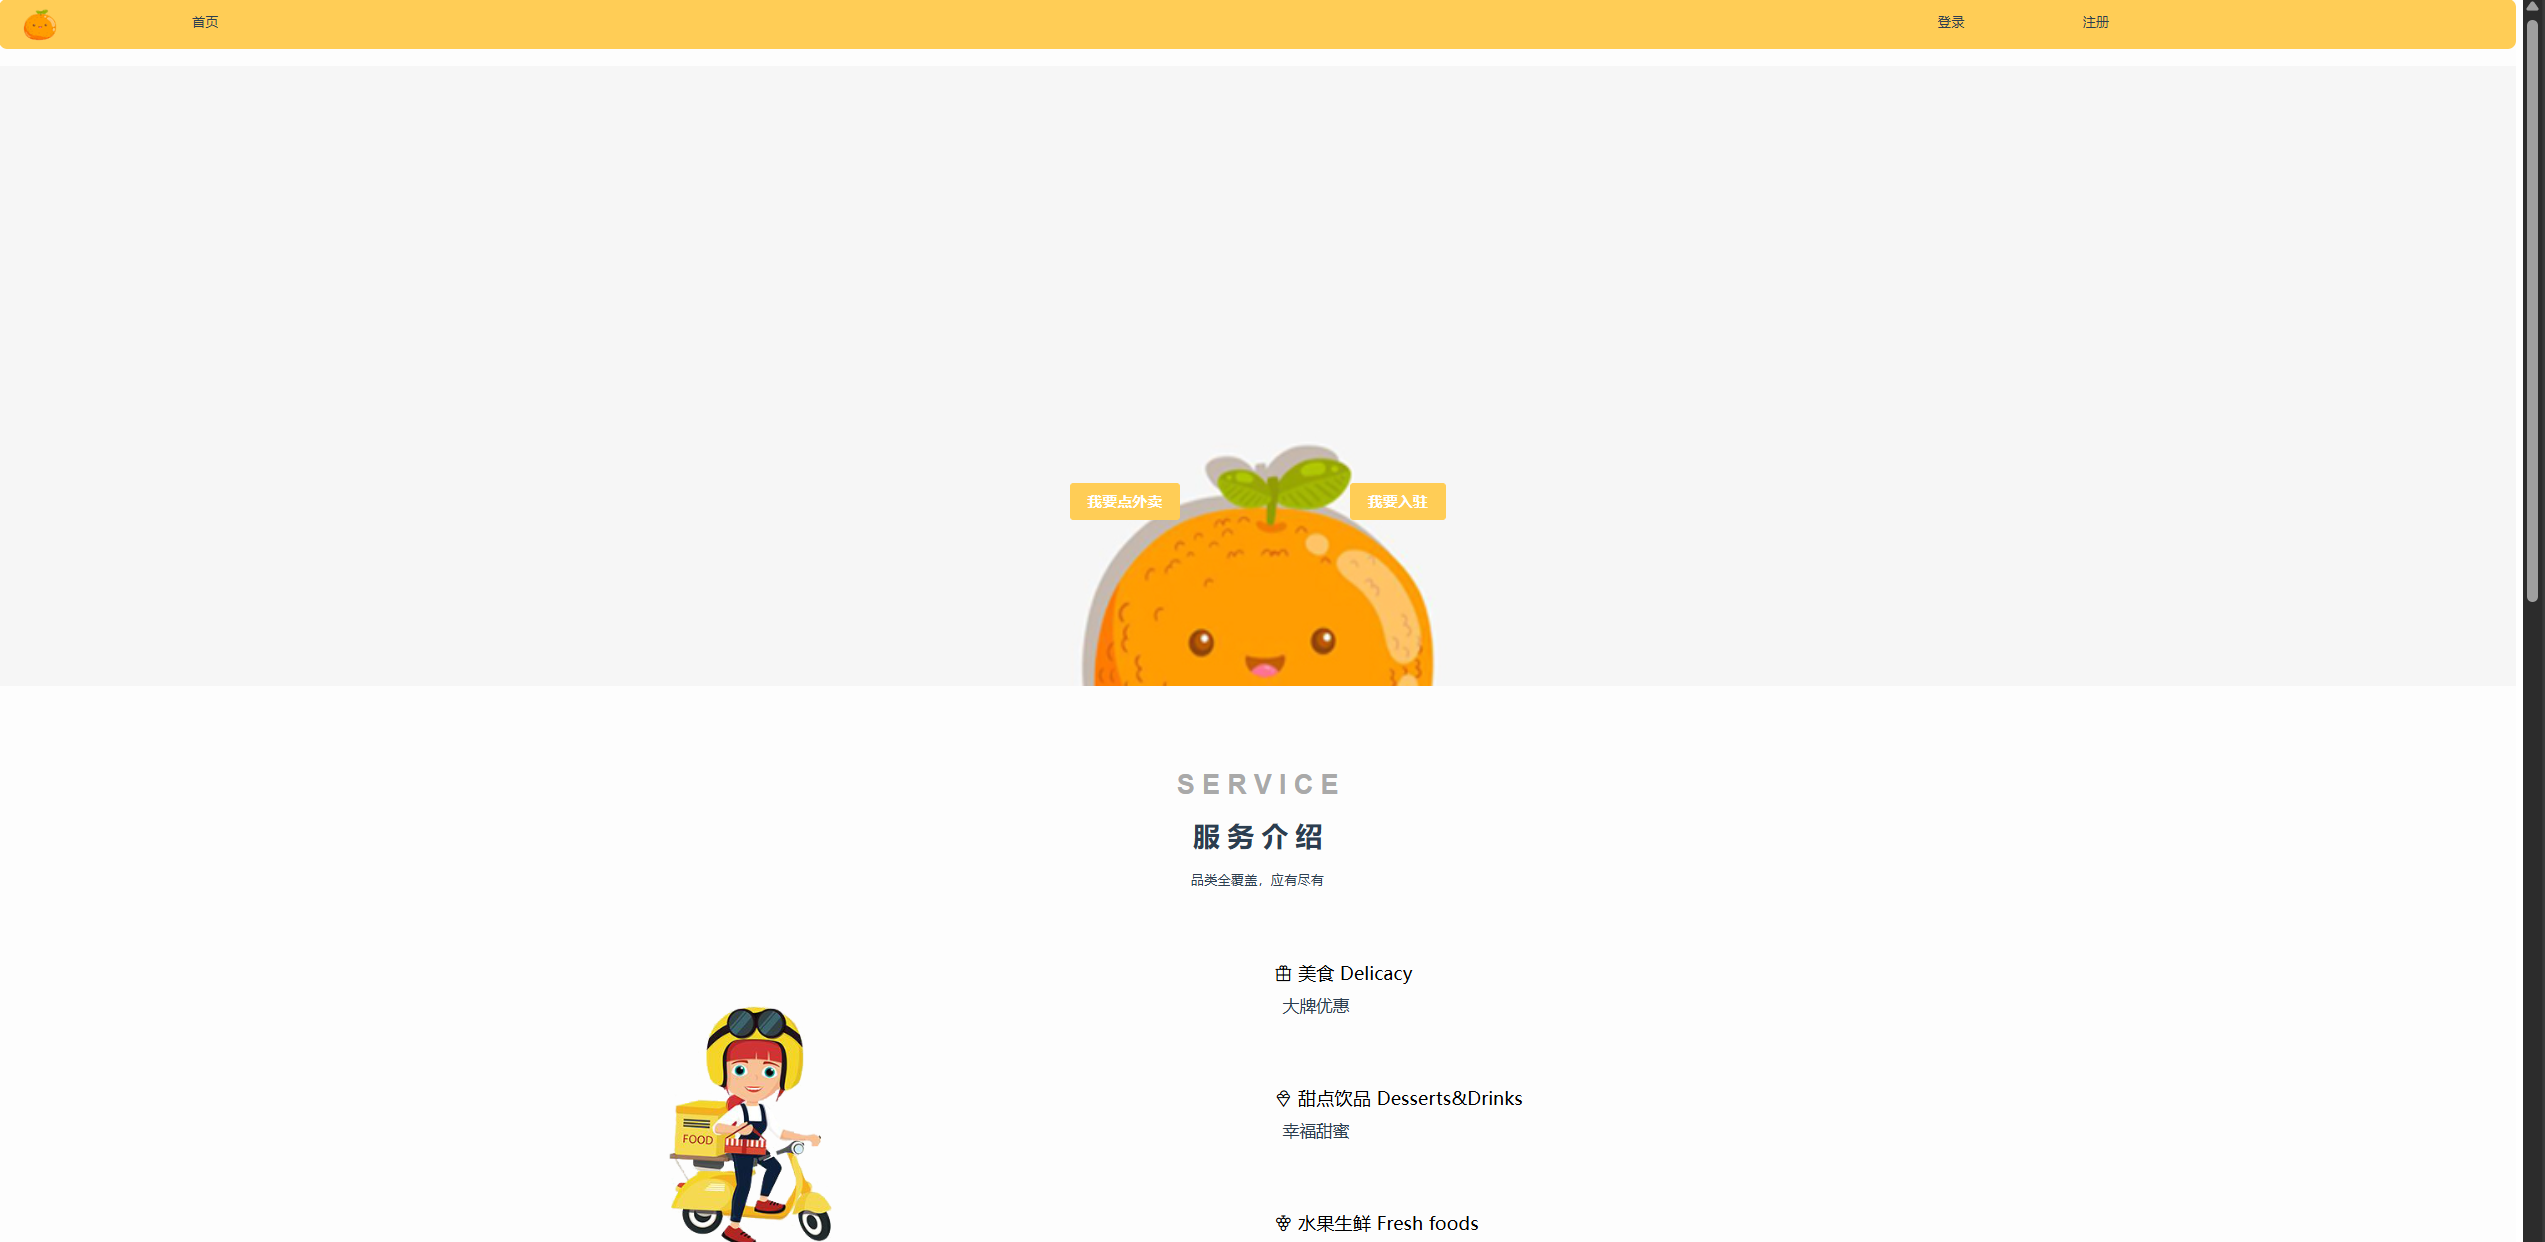 首页
登录
注册
我要点外卖
我要入驻
SERVICE
服务介绍
品类全覆盖，应有尽有
美食 Delicacy
大牌优惠
甜点饮品 Desserts&Drinks
幸福甜蜜
FOOD
水果生鲜 Fresh foods